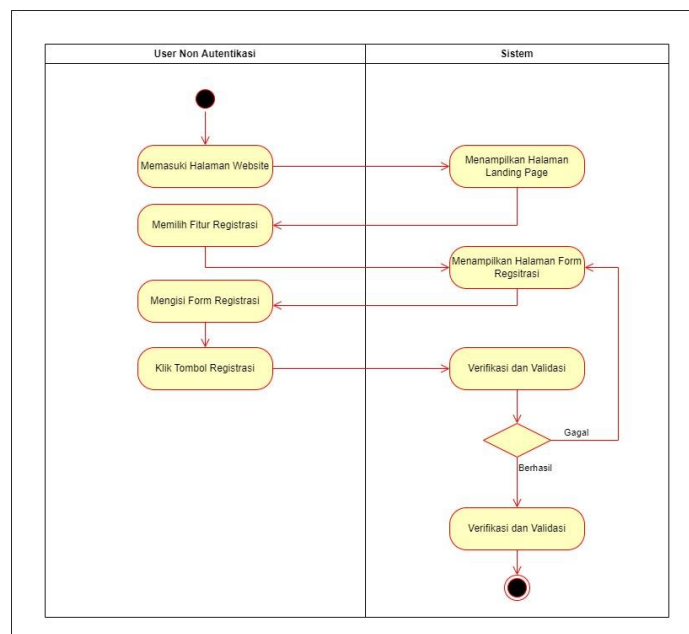 User Non Autentikasi
Sistem
Memasuki Halaman Website
Menampilkan Halaman
Landing Page
Memilih Fitur Registrasi
Menampilkan Halaman Form
Regsitrasi
Mengisi Form Registrasi
Klik Tombol Registrasi
Verifikasi dan Validasi
Gagal
Berhasil
Verifikasi dan Validasi